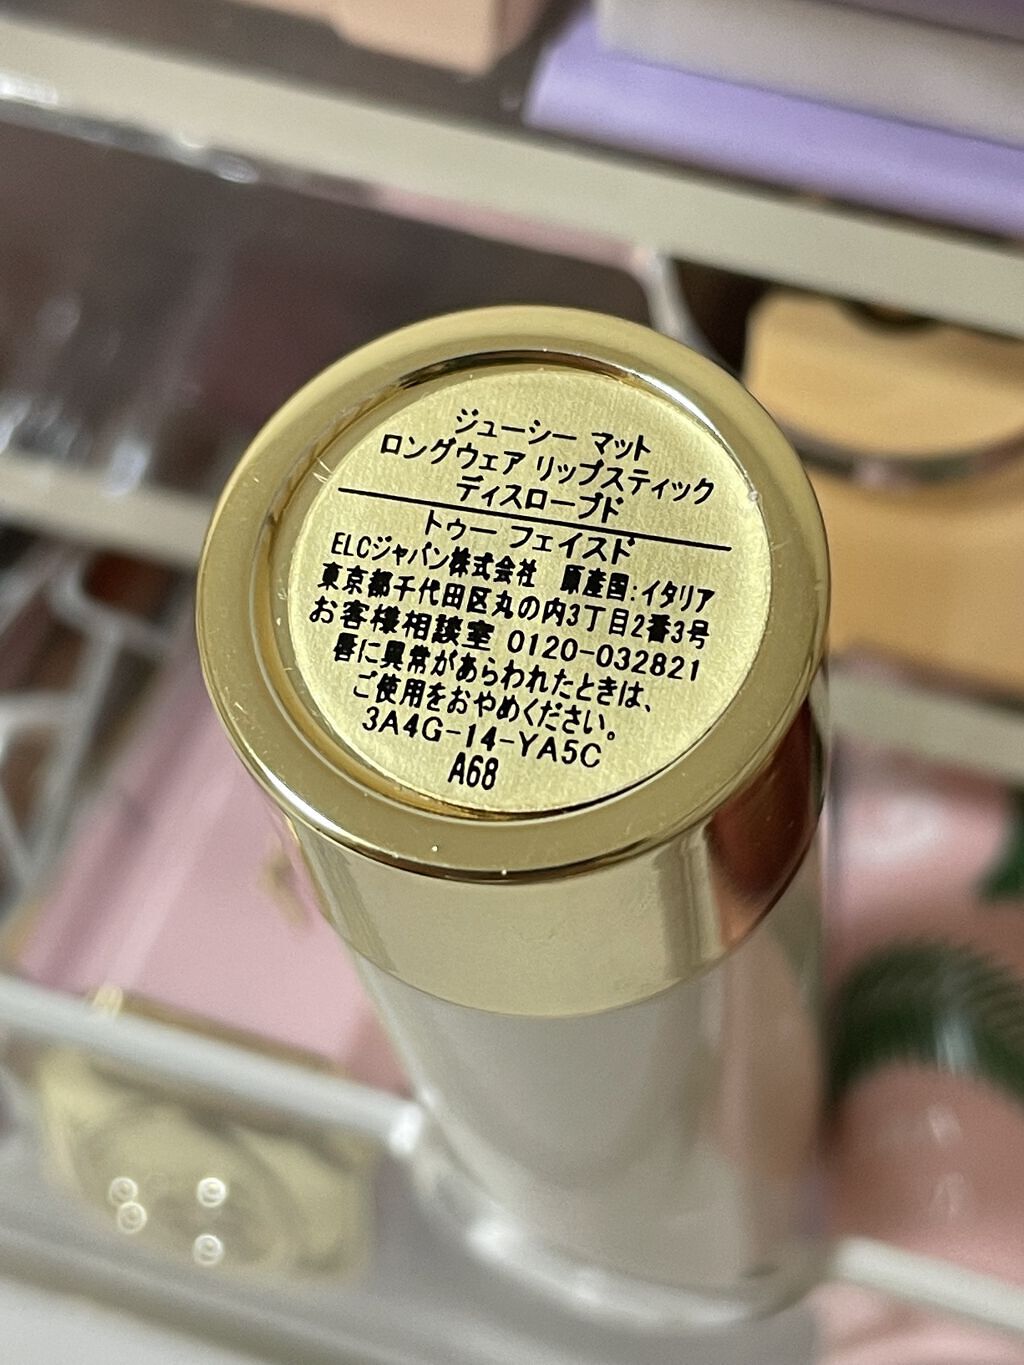 ジューシー マット
ロングウェア リップスティック
ディスローブド
トゥー フェイスド
ELCジャパン株式会社 原産国:イタリア
東京都千代田区丸の内3丁目2番3号
お客様相談室 0120-032821
唇に異常があらわれたときは、
ご使用をおやめください。
3A4G-14-YA5C
A68